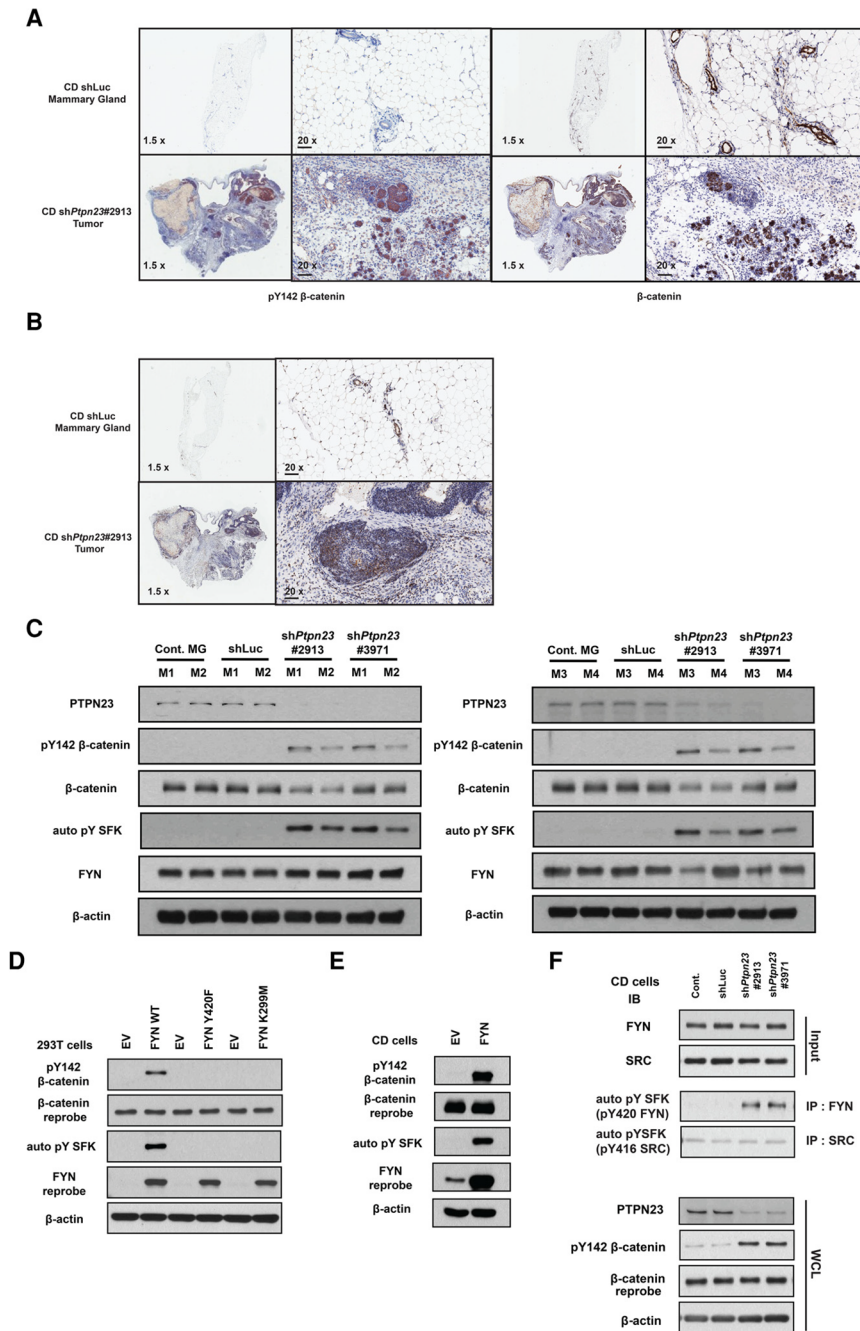 A
CD shLuc
Mammary Gland
1.5 x
20 x
1.5 x
20 x
CD shPtpn23#2913
Tumor
1.5 x
20 x
1.5 x
20 x
pY142 β-catenin
β-catenin
B
CD shLuc
Mammary Gland
1.5 x
20 x
CD shPtpn23#2913
Tumor
1.5 x
20 x
C
Cont. MG
shLuc
shPtpn23
#2913
shPtpn23
#3971
M1 M2 M1 M2 M1 M2 M1 M2
PTPN23
pY142 β-catenin
β-catenin
auto pY SFK
FYN
β-actin
Cont. MG
shLuc
shPtpn23
#2913
shPtpn23
#3971
M3 M4 M3 M4 M3 M4 M3 M4
PTPN23
pY142 β-catenin
β-catenin
auto pY SFK
FYN
β-actin
D
293T cells
EV
FYN WT
EV
FYN Y420F
EV
FYN K299M
pY142
β-catenin
β-catenin
reprobe
auto pY SFK
FYN
reprobe
β-actin
E
CD cells
EV
FYN
pY142
β-catenin
β-catenin
reprobe
auto pY SFK
FYN
reprobe
β-actin
F
CD cells
IB
Cont.
shLuc
shPtpn23
#2913
shPtpn23
#3971
FYN
SRC
Input
auto pY SFK
(pY420 FYN)
IP : FYN
auto pYSFK
(pY416 SRC)
IP : SRC
PTPN23
pY142 β-catenin
β-catenin
reprobe
β-actin
WCL